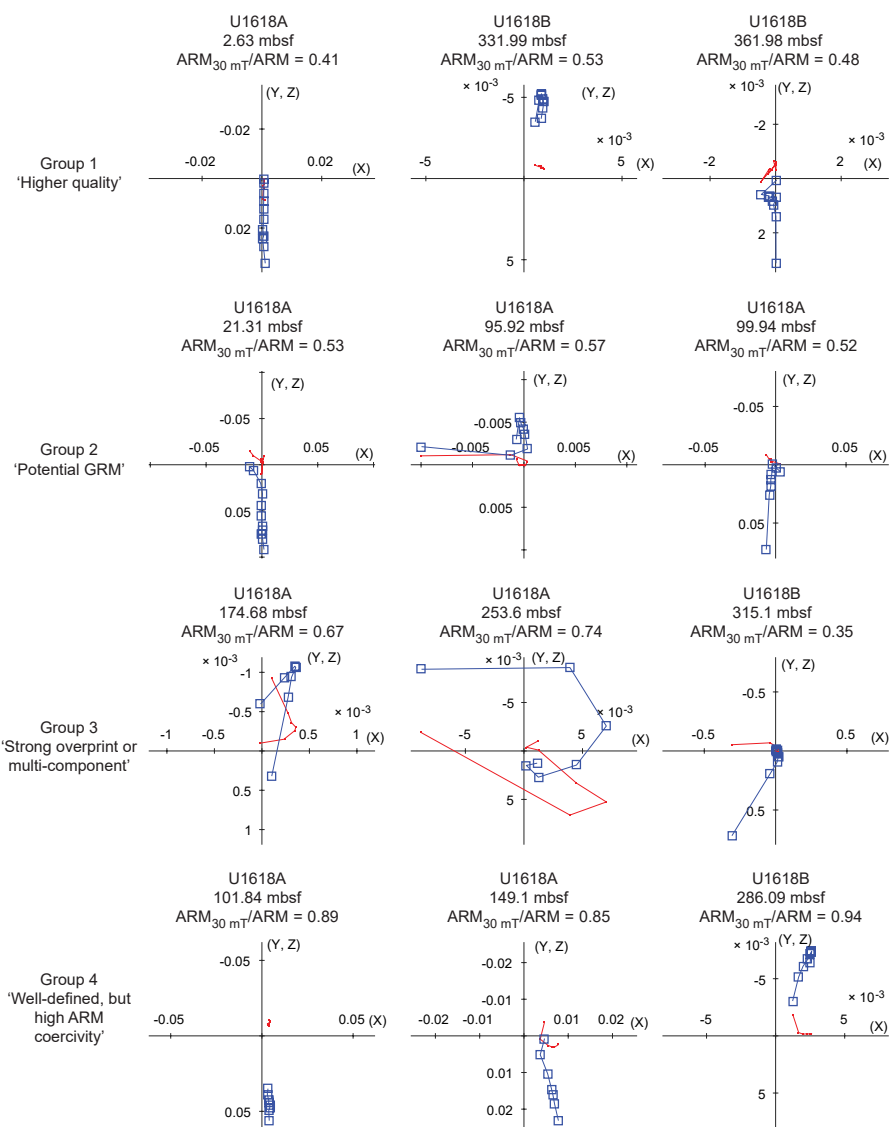 U1618A
2.63 mbsf
ARM30 mT/ARM = 0.41
U1618B
331.99 mbsf
ARM30 mT/ARM = 0.53
U1618B
361.98 mbsf
ARM30 mT/ARM = 0.48
Group 1
'Higher quality'
(Y, Z)
-0.02
-0.02
0.02
(X)
0.02
× 10-3
-5
(Y, Z)
× 10-3
-5
5
(X)
5
× 10-3
(Y, Z)
-2
× 10-3
-2
2
(X)
2
U1618A
21.31 mbsf
ARM30 mT/ARM = 0.53
U1618A
95.92 mbsf
ARM30 mT/ARM = 0.57
U1618A
99.94 mbsf
ARM30 mT/ARM = 0.52
Group 2
'Potential GRM'
(Y, Z)
-0.05
-0.05
0.05
(X)
0.05
(Y, Z)
-0.005
-0.005
0.005
(X)
0.005
(Y, Z)
-0.05
-0.05
0.05
(X)
0.05
U1618A
174.68 mbsf
ARM30 mT/ARM = 0.67
U1618A
253.6 mbsf
ARM30 mT/ARM = 0.74
U1618B
315.1 mbsf
ARM30 mT/ARM = 0.35
Group 3
'Strong overprint or
multi-component'
× 10-3
(Y, Z)
-1
-0.5
× 10-3
-1
-0.5
0.5
1
(X)
0.5
1
× 10-3
(Y, Z)
-5
× 10-3
-5
5
(X)
5
(Y, Z)
-0.5
-0.5
0.5
(X)
0.5
U1618A
101.84 mbsf
ARM30 mT/ARM = 0.89
U1618A
149.1 mbsf
ARM30 mT/ARM = 0.85
U1618B
286.09 mbsf
ARM30 mT/ARM = 0.94
Group 4
'Well-defined, but
high ARM
coercivity'
(Y, Z)
-0.05
-0.05
0.05
(X)
0.05
(Y, Z)
-0.02
-0.01
-0.02
-0.01
0.01
0.02
(X)
0.01
0.02
× 10-3
(Y, Z)
-5
× 10-3
-5
5
(X)
5